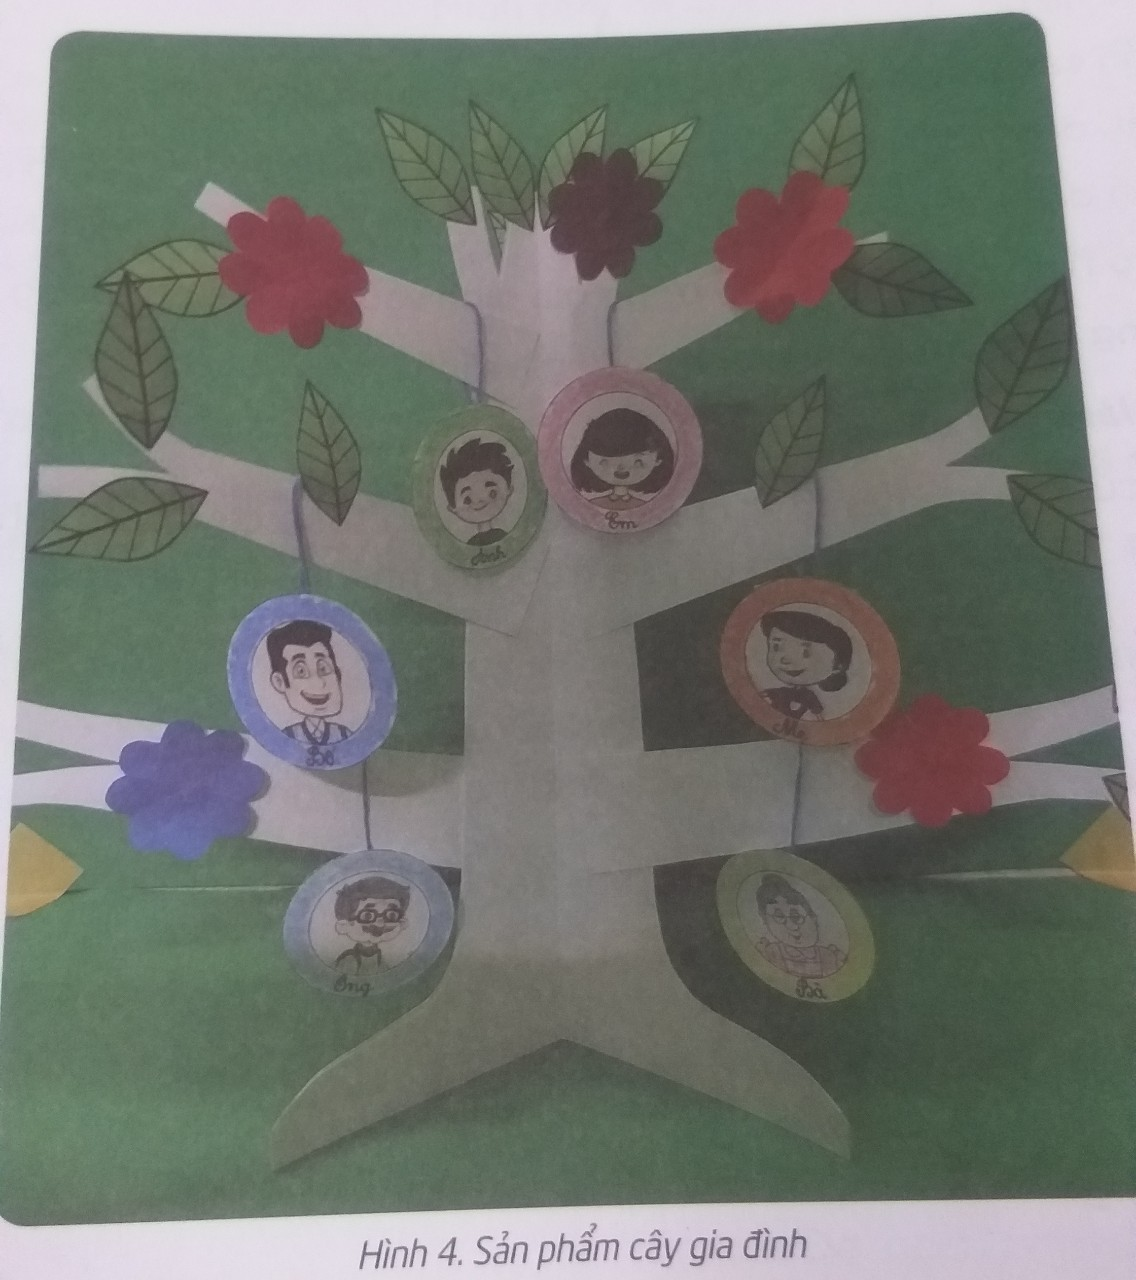 Anh
Em
Bố
Mẹ
Ông
Bà
Hình 4. Sản phẩm cây gia đình